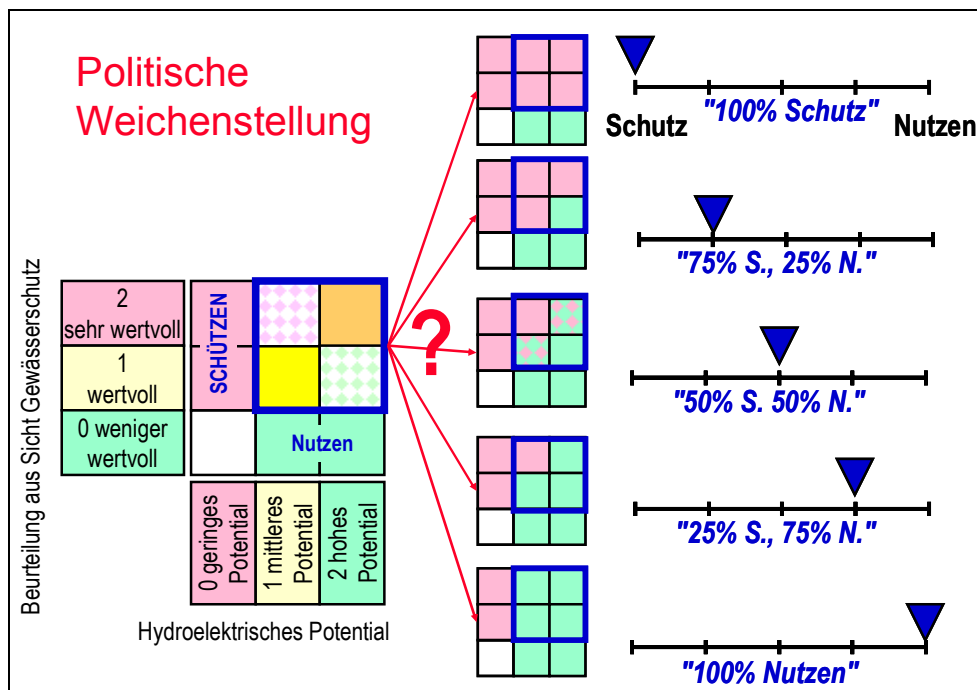 Politische
Weichenstellung
"100% Schutz"
Schutz
Nutzen
"75% S., 25% N."
?
"50% S. 50% N."
"25% S., 75% N."
"100% Nutzen"
Beurteilung aus Sicht Gewässerschutz
2
sehr wertvoll
1
wertvoll
0 weniger
wertvoll
SCHÜTZEN
Nutzen
0 geringes
Potential
1 mittleres
Potential
2 hohes
Potential
Hydroelektrisches Potential